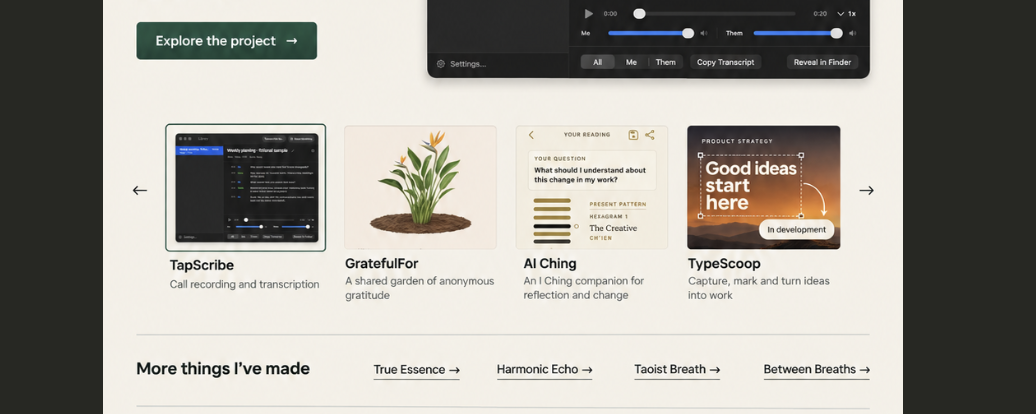 Explore the project →
0:00
0:20
1x
Me
Them
Settings...
All
Me
Them
Copy Transcript
Reveal in Finder
←
YOUR READING
YOUR QUESTION
What should I understand about
this change in my work?
PRESENT PATTERN
HEXAGRAM 1
The Creative
CH'IEN
PRODUCT STRATEGY
Good ideas
start
here
In development
→
TapScribe
Call recording and transcription
GratefulFor
A shared garden of anonymous
gratitude
AI Ching
An I Ching companion for
reflection and change
TypeScoop
Capture, mark and turn ideas
into work
More things I've made
True Essence →
Harmonic Echo →
Taoist Breath →
Between Breaths →